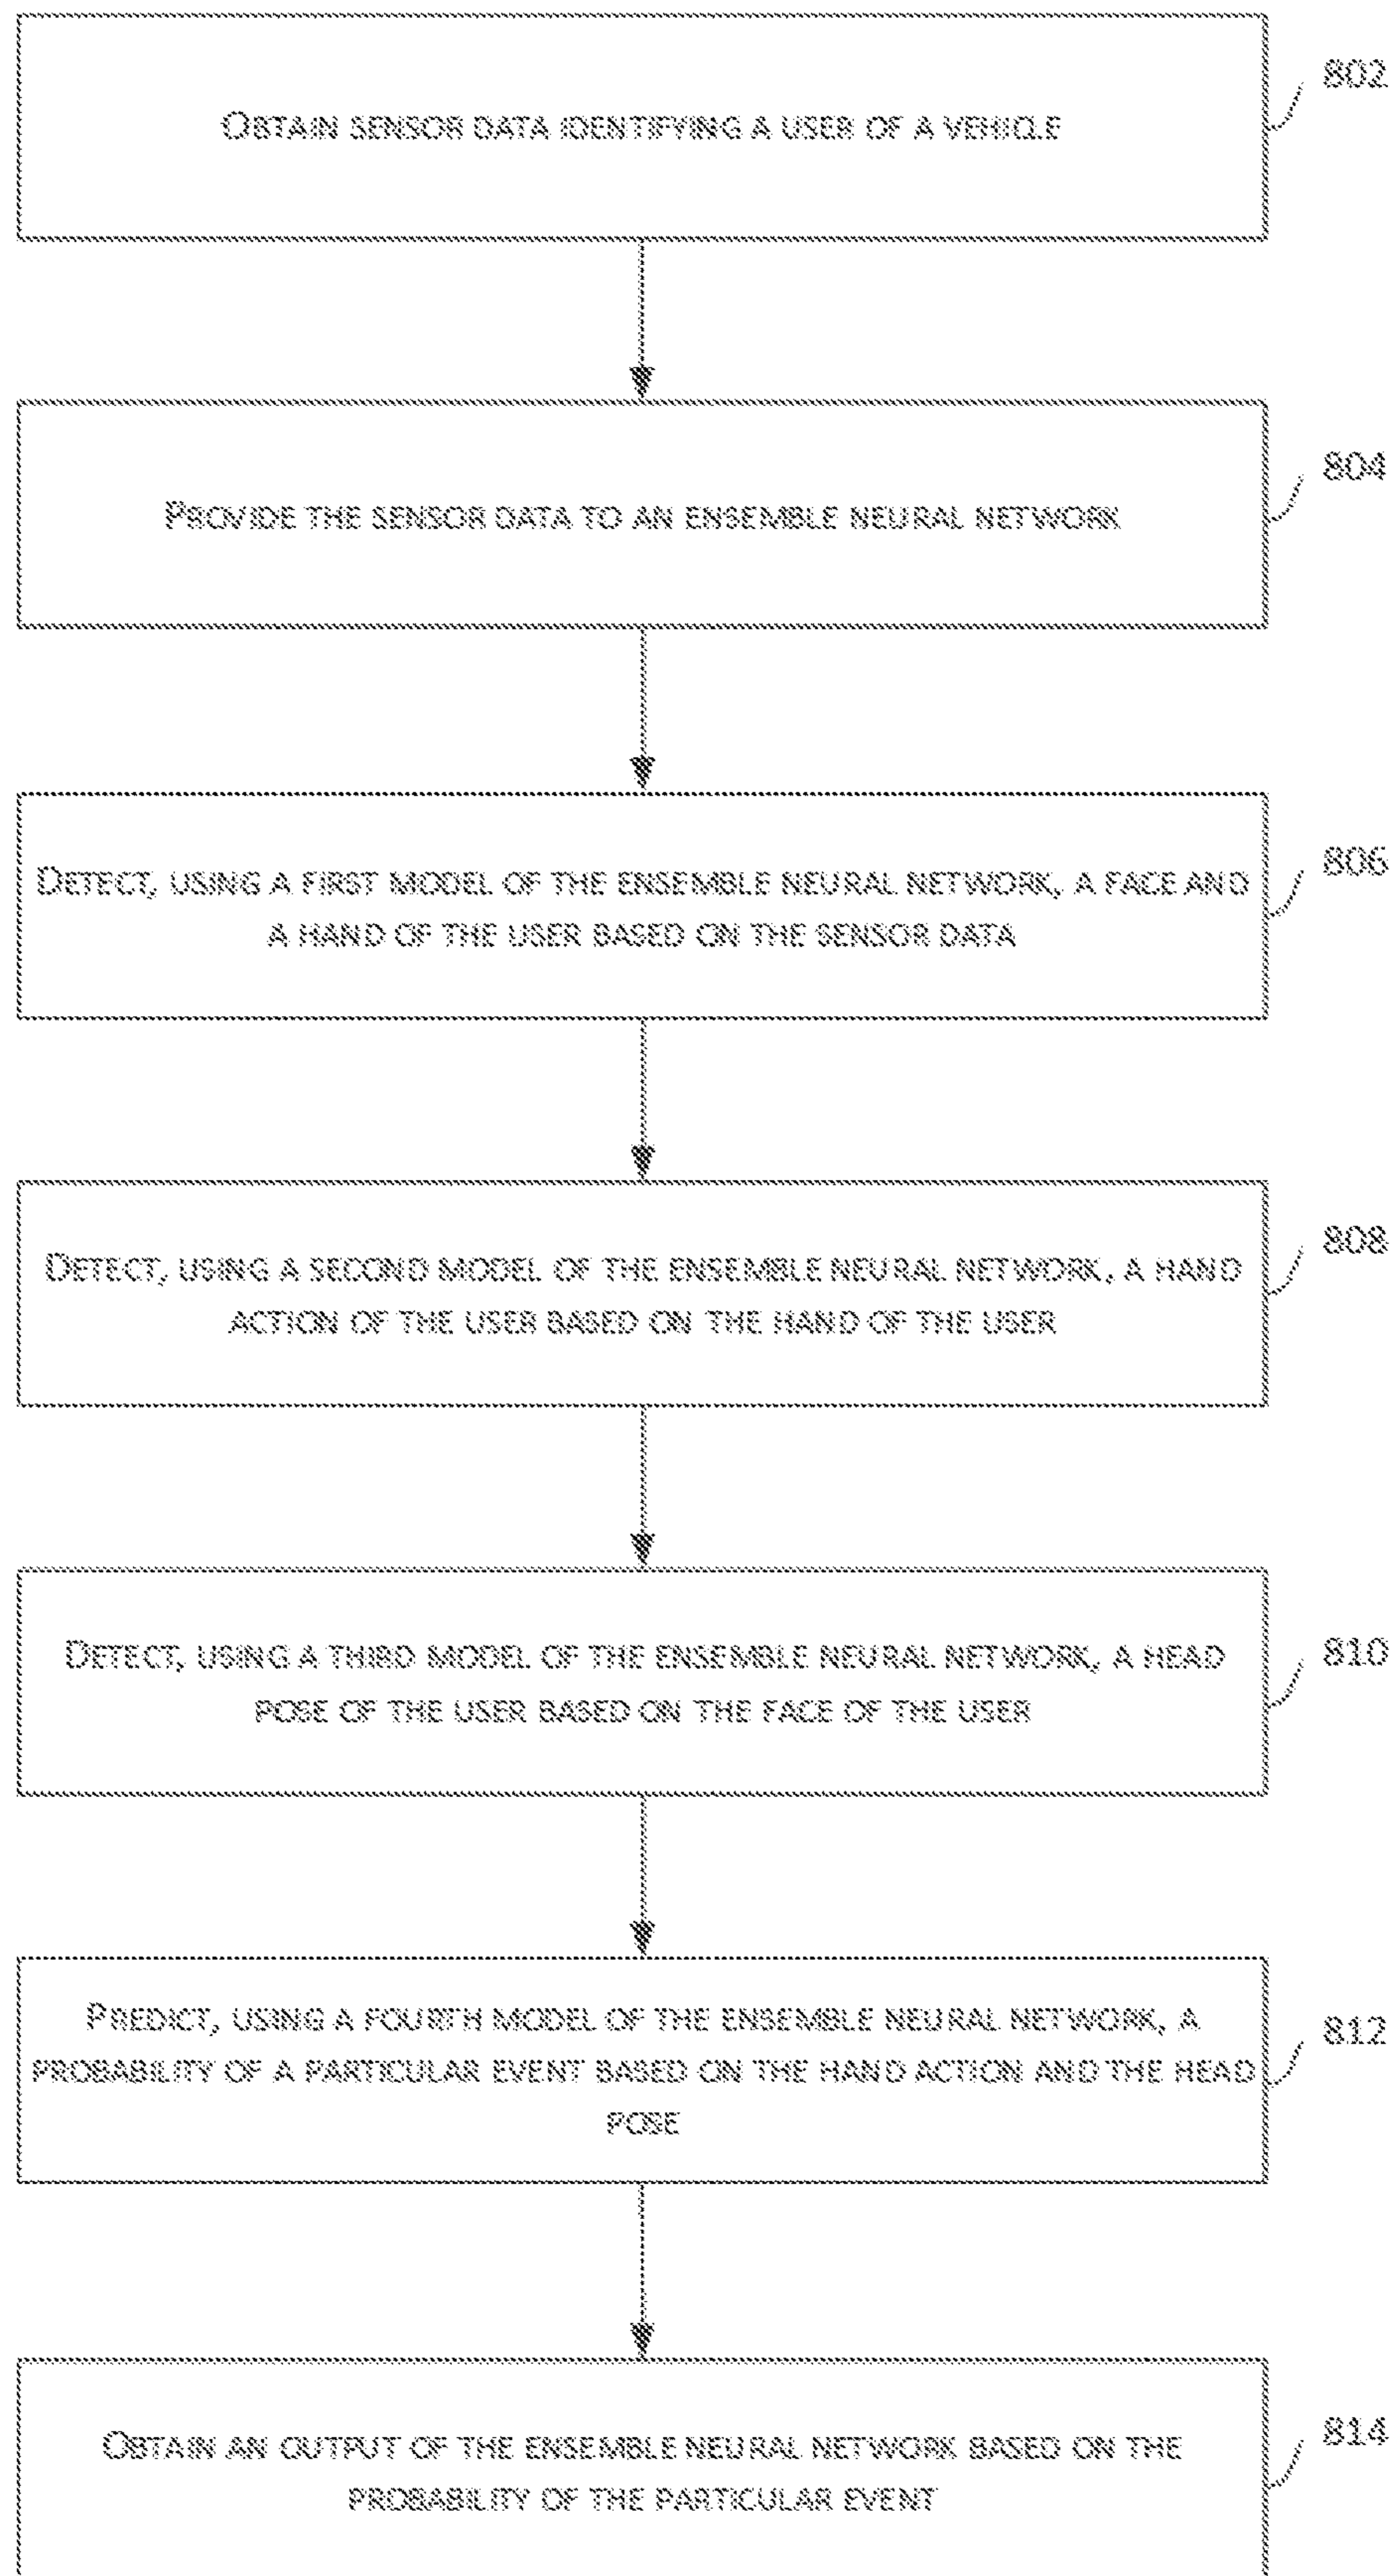 OBTAIN SENSOR DATA IDENTIFYING A USER OF A VEHICLE
802
PROVIDE THE SENSOR DATA TO AN ENSEMBLE NEURAL NETWORK
804
DETECT, USING A FIRST MODEL OF THE ENSEMBLE NEURAL NETWORK, A FACE AND
A HAND OF THE USER BASED ON THE SENSOR DATA
806
DETECT, USING A SECOND MODEL OF THE ENSEMBLE NEURAL NETWORK, A HAND
ACTION OF THE USER BASED ON THE HAND OF THE USER
808
DETECT, USING A THIRD MODEL OF THE ENSEMBLE NEURAL NETWORK, A HEAD
POSE OF THE USER BASED ON THE FACE OF THE USER
810
PREDICT, USING A FOURTH MODEL OF THE ENSEMBLE NEURAL NETWORK, A
PROBABILITY OF A PARTICULAR EVENT BASED ON THE HAND ACTION AND THE HEAD
POSE
812
OBTAIN AN OUTPUT OF THE ENSEMBLE NEURAL NETWORK BASED ON THE
PROBABILITY OF THE PARTICULAR EVENT
814